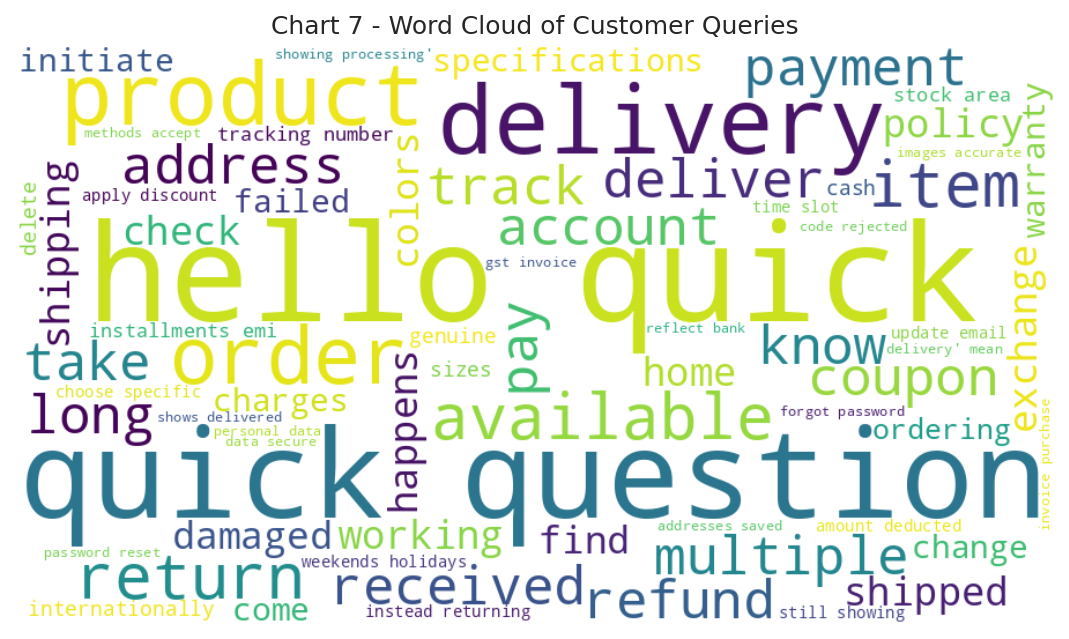 Chart 7 - Word Cloud of Customer Queries
initiate
showing processing'
specifications
payment
product
delivery
stock area
policy
methods accept
tracking number
colors
warranty
images accurate
address
track
deliver
cash
item
delete
shipping
apply discount
failed
time slot
check
account
code rejected
hello quick
gst invoice
exchange
installments emi
order
genuine
pay
reflect bank
know
update email
delivery' mean
take
happens
sizes
home
coupon
choose specific
charges
long
shows delivered
available
forgot password
invoice purchase
personal data
data secure
ordering
quick question
damaged
working
find
addresses saved
amount deducted
change
password reset
weekends holidays
multiple
return
received
refund
shipped
internationally
come
instead returning
still showing